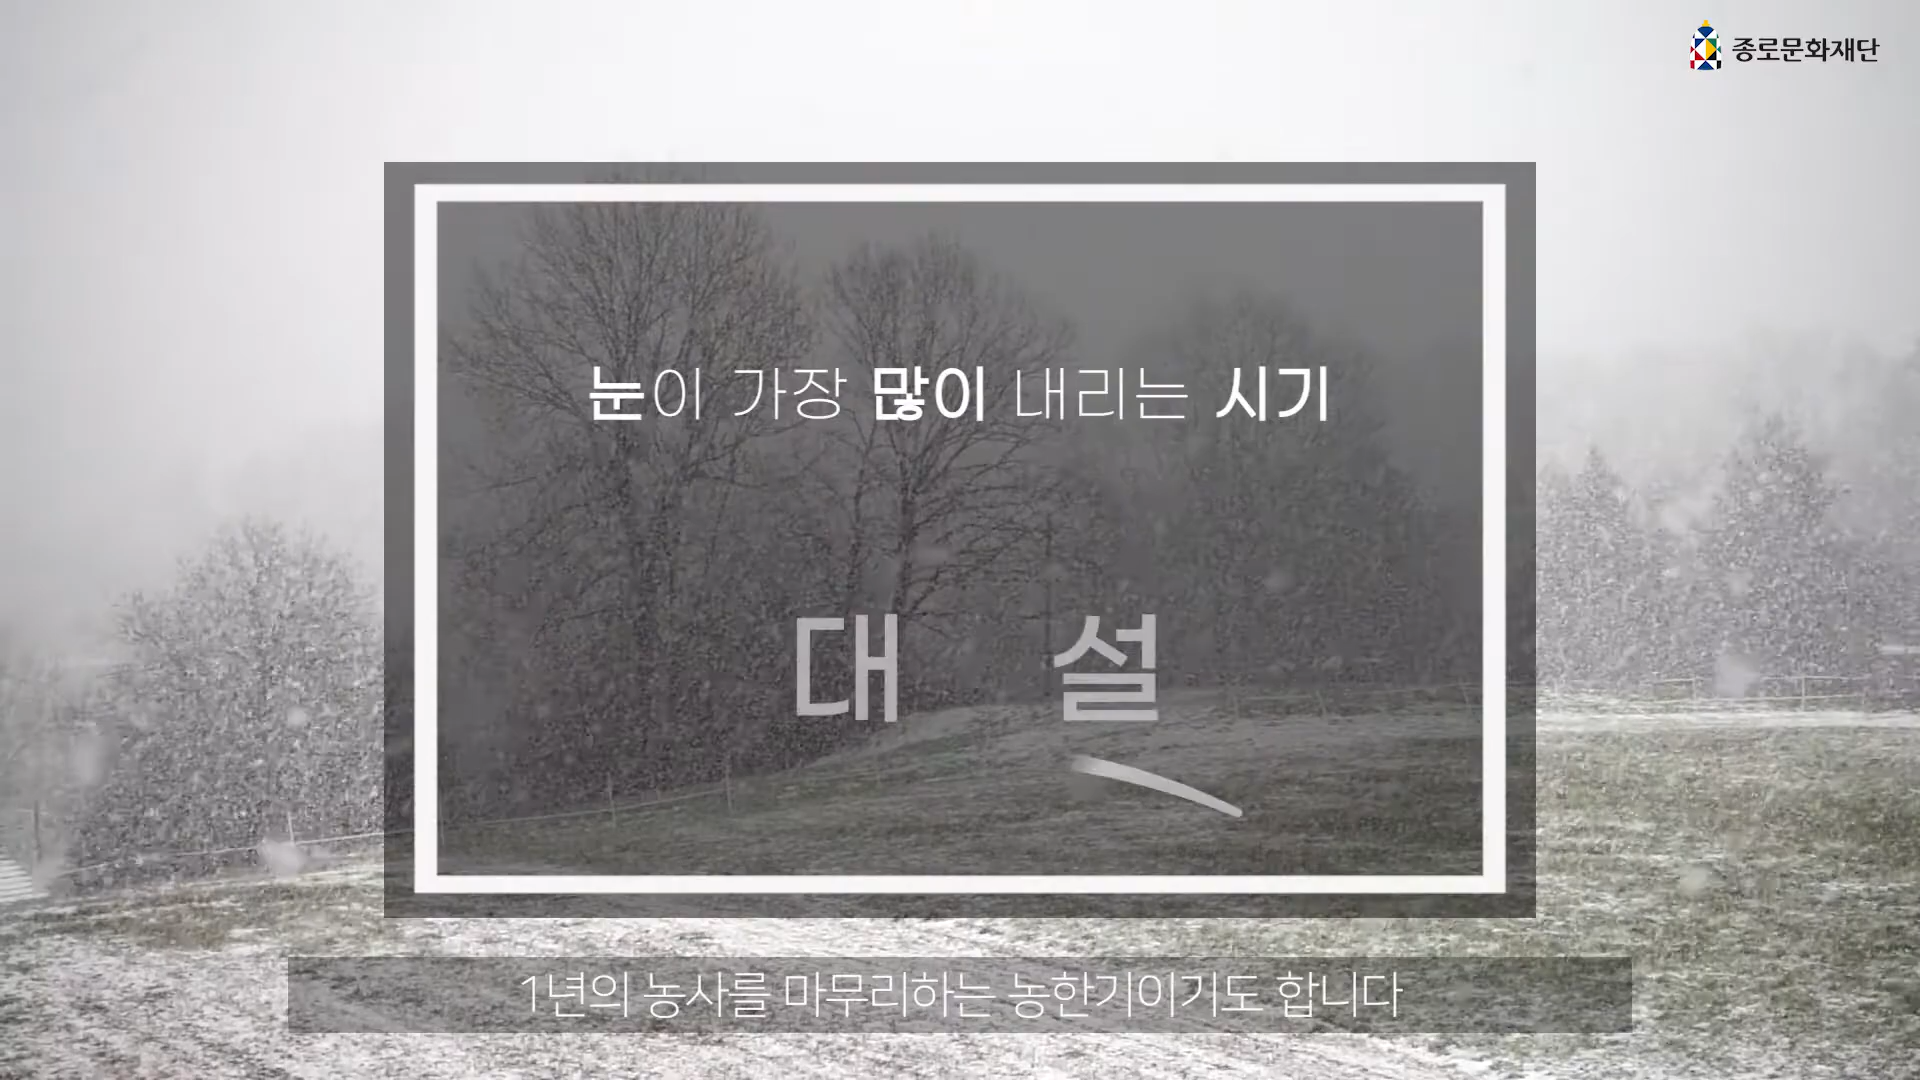 종로문화재단
눈이 가장 많이 내리는 시기
대 설
1년의 농사를 마무리하는 농한기이기도 합니다